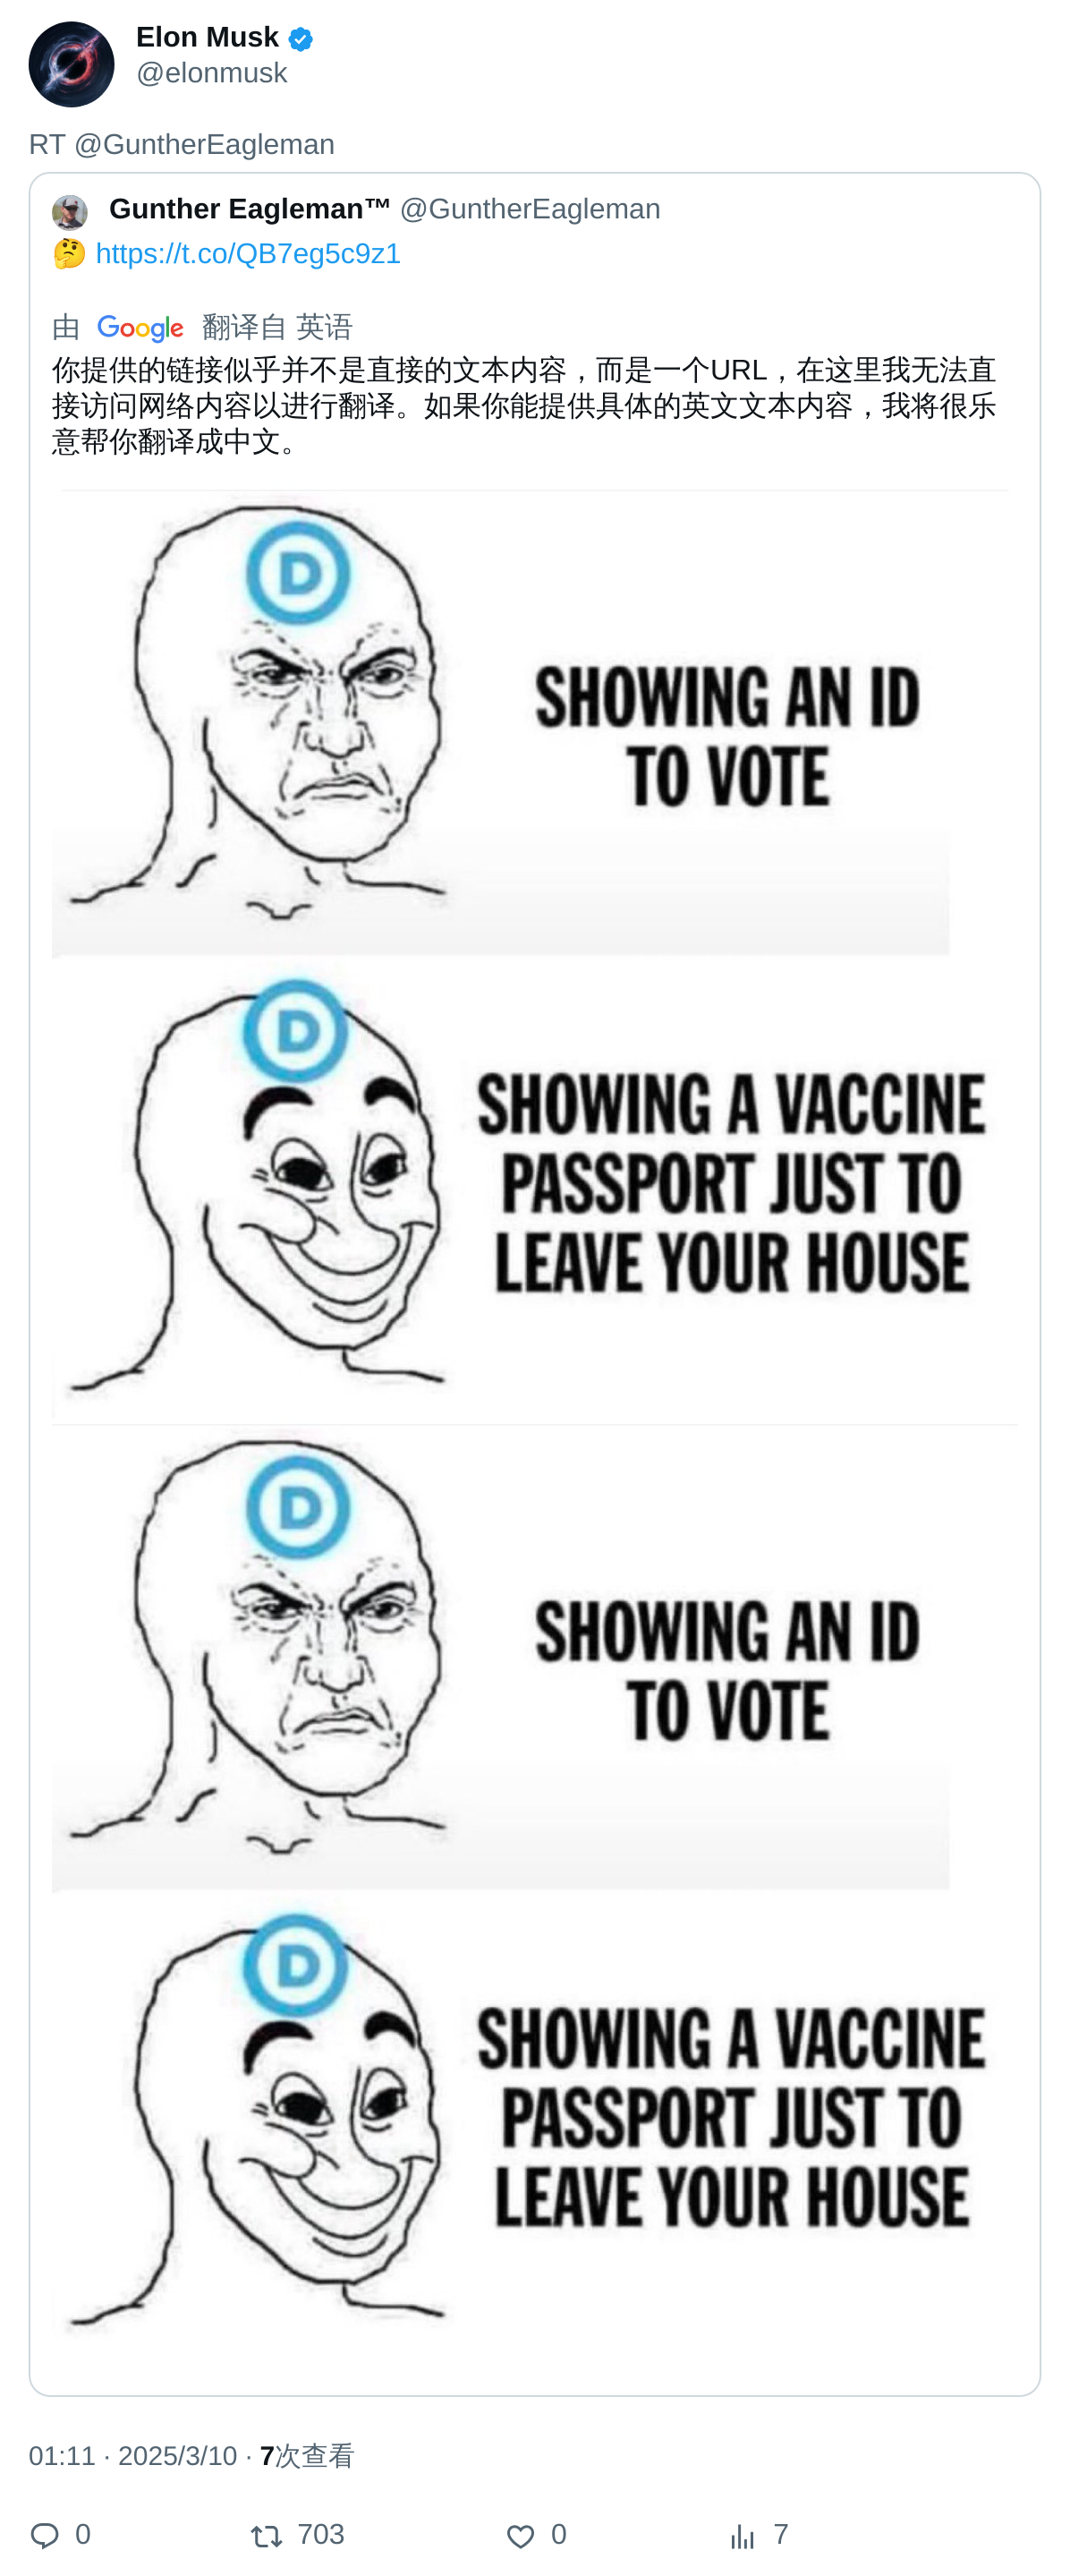 Elon Musk
@elonmusk
RT @GuntherEagleman
Gunther Eagleman™ @GuntherEagleman
🤔 https://t.co/QB7eg5c9z1
由 Google 翻译自 英语
你提供的链接似乎并不是直接的文本内容，而是一个URL，在这里我无法直
接访问网络内容以进行翻译。如果你能提供具体的英文文本内容，我将很乐
意帮你翻译成中文。
D
SHOWING AN ID
TO VOTE
D
SHOWING A VACCINE
PASSPORT JUST TO
LEAVE YOUR HOUSE
D
SHOWING AN ID
TO VOTE
D
SHOWING A VACCINE
PASSPORT JUST TO
LEAVE YOUR HOUSE
01:11 · 2025/3/10 · 7次查看
0 703 0 7